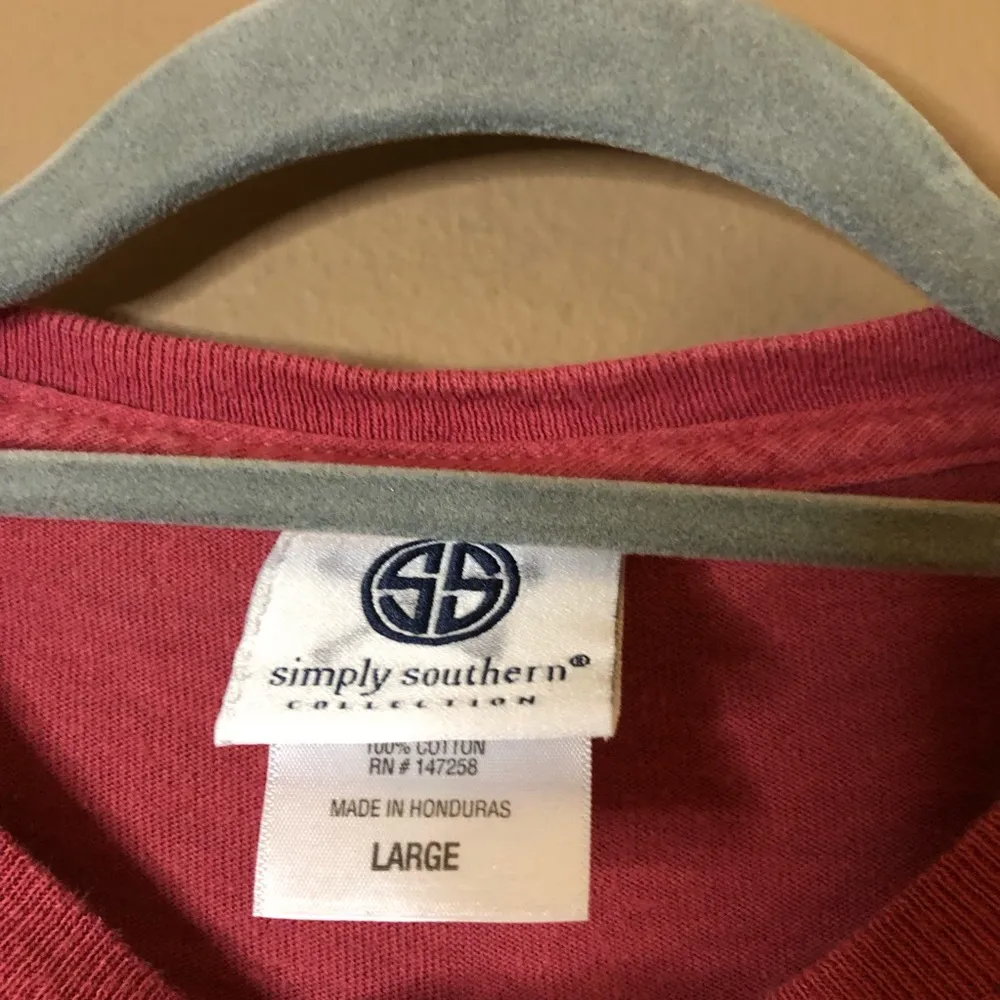 SS
simply southern®
COLLECTION
100% COTTON
RN # 147258
MADE IN HONDURAS
LARGE